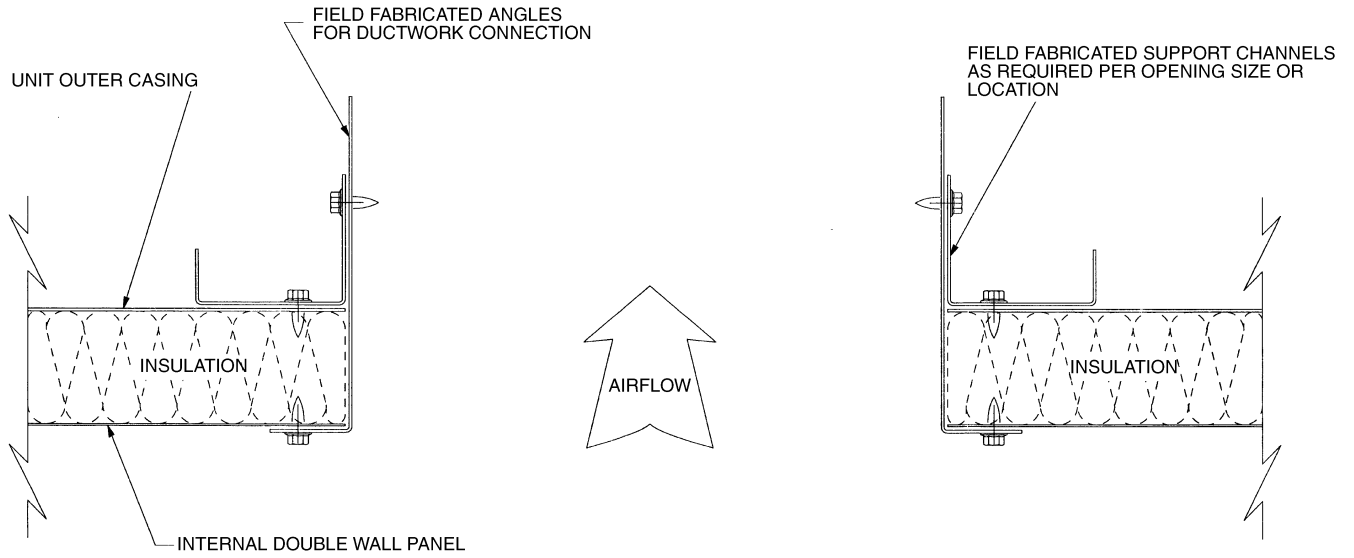 FIELD FABRICATED ANGLES
FOR DUCTWORK CONNECTION
FIELD FABRICATED SUPPORT CHANNELS
AS REQUIRED PER OPENING SIZE OR
LOCATION
UNIT OUTER CASING
INSULATION
AIRFLOW
INSULATION
INTERNAL DOUBLE WALL PANEL